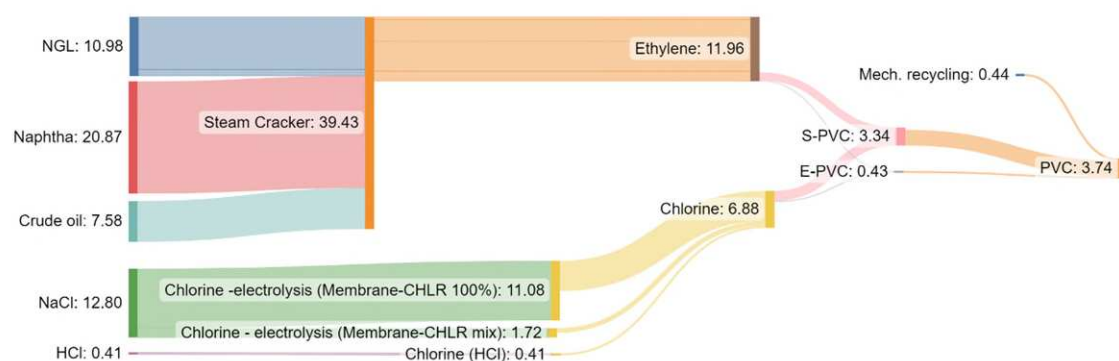 NGL: 10.98
Ethylene: 11.96
Mech. recycling: 0.44
Naphtha: 20.87
Steam Cracker: 39.43
S-PVC: 3.34
PVC: 3.74
E-PVC: 0.43
Crude oil: 7.58
Chlorine: 6.88
NaCl: 12.80
Chlorine -electrolysis (Membrane-CHLR 100%): 11.08
Chlorine - electrolysis (Membrane-CHLR mix): 1.72
HCl: 0.41
Chlorine (HCl): 0.41